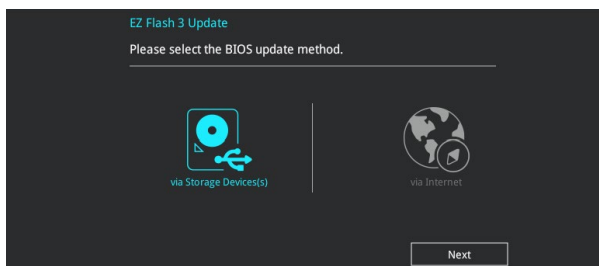 EZ Flash 3 Update
Please select the BIOS update method.
via Storage Devices(s)
via Internet
Next